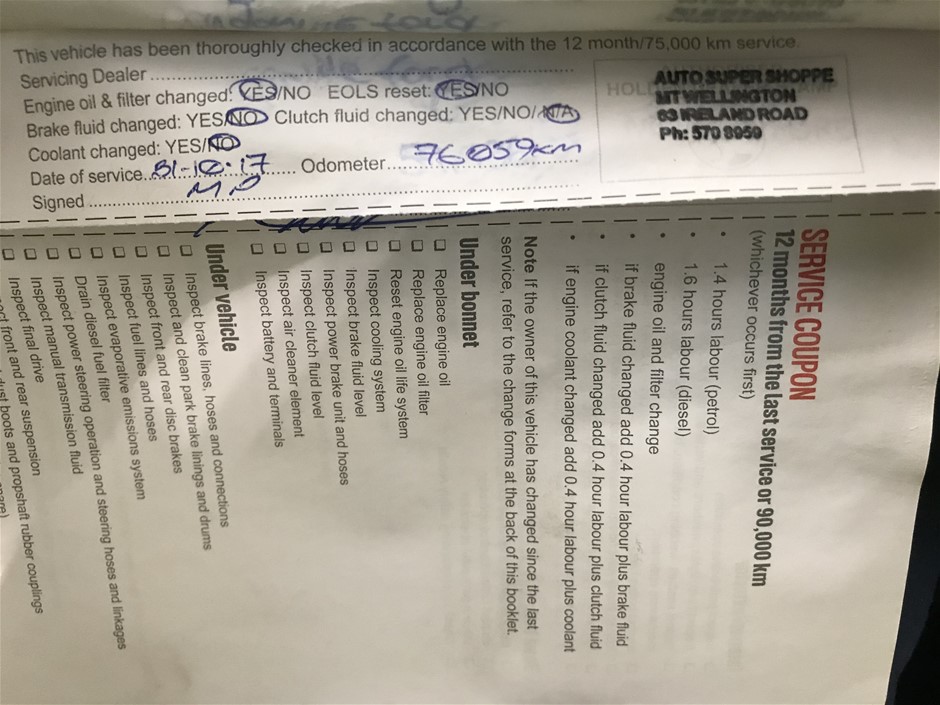 This vehicle has been thoroughly checked in accordance with the 12 month/75,000 km service.
Servicing Dealer
Engine oil & filter changed: YES/NO EOLS reset: YES/NO
Brake fluid changed: YES/NO Clutch fluid changed: YES/NO/N/A
Coolant changed: YES/NO
Date of service 31-10-17 Odometer 76059km
Signed
AUTO SUPER SHOPPE
MT WELLINGTON
63 IRELAND ROAD
Ph: 570 8959
SERVICE COUPON
12 months from the last service or 90,000 km
(whichever occurs first)
• 1.4 hours labour (petrol)
• 1.6 hours labour (diesel)
• engine oil and filter change
• if brake fluid changed add 0.4 hour labour plus brake fluid
• if clutch fluid changed add 0.4 hour labour plus clutch fluid
• if engine coolant changed add 0.4 hour labour plus coolant
Note If the owner of this vehicle has changed since the last
service, refer to the change forms at the back of this booklet.
Under bonnet
❏ Replace engine oil
❏ Replace engine oil filter
❏ Reset engine oil life system
❏ Inspect cooling system
❏ Inspect brake fluid level
❏ Inspect power brake unit and hoses
❏ Inspect clutch fluid level
❏ Inspect air cleaner element
❏ Inspect battery and terminals
Under vehicle
❏ Inspect brake lines, hoses and connections
❏ Inspect and clean park brake linings and drums
❏ Inspect front and rear disc brakes
❏ Inspect fuel lines and hoses
❏ Inspect evaporative emissions system
❏ Drain diesel fuel filter
❏ Inspect power steering operation and steering hoses and linkages
❏ Inspect manual transmission fluid
❏ Inspect final drive
❏ Inspect front and rear suspension
dust boots and propshaft rubber couplings